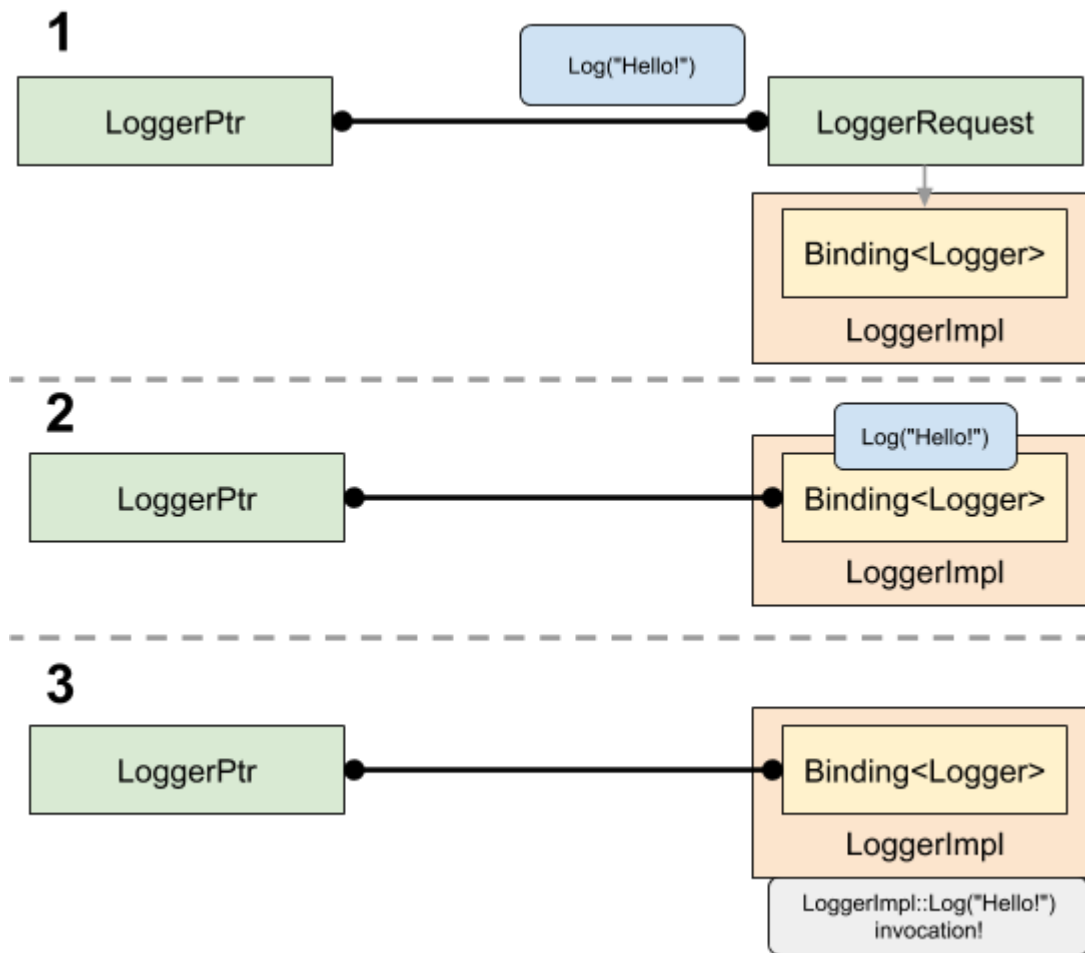 1
Log("Hello!")
LoggerPtr
LoggerRequest
Binding<Logger>
LoggerImpl
2
Log("Hello!")
LoggerPtr
Binding<Logger>
LoggerImpl
3
LoggerPtr
Binding<Logger>
LoggerImpl
LoggerImpl::Log("Hello!")
invocation!